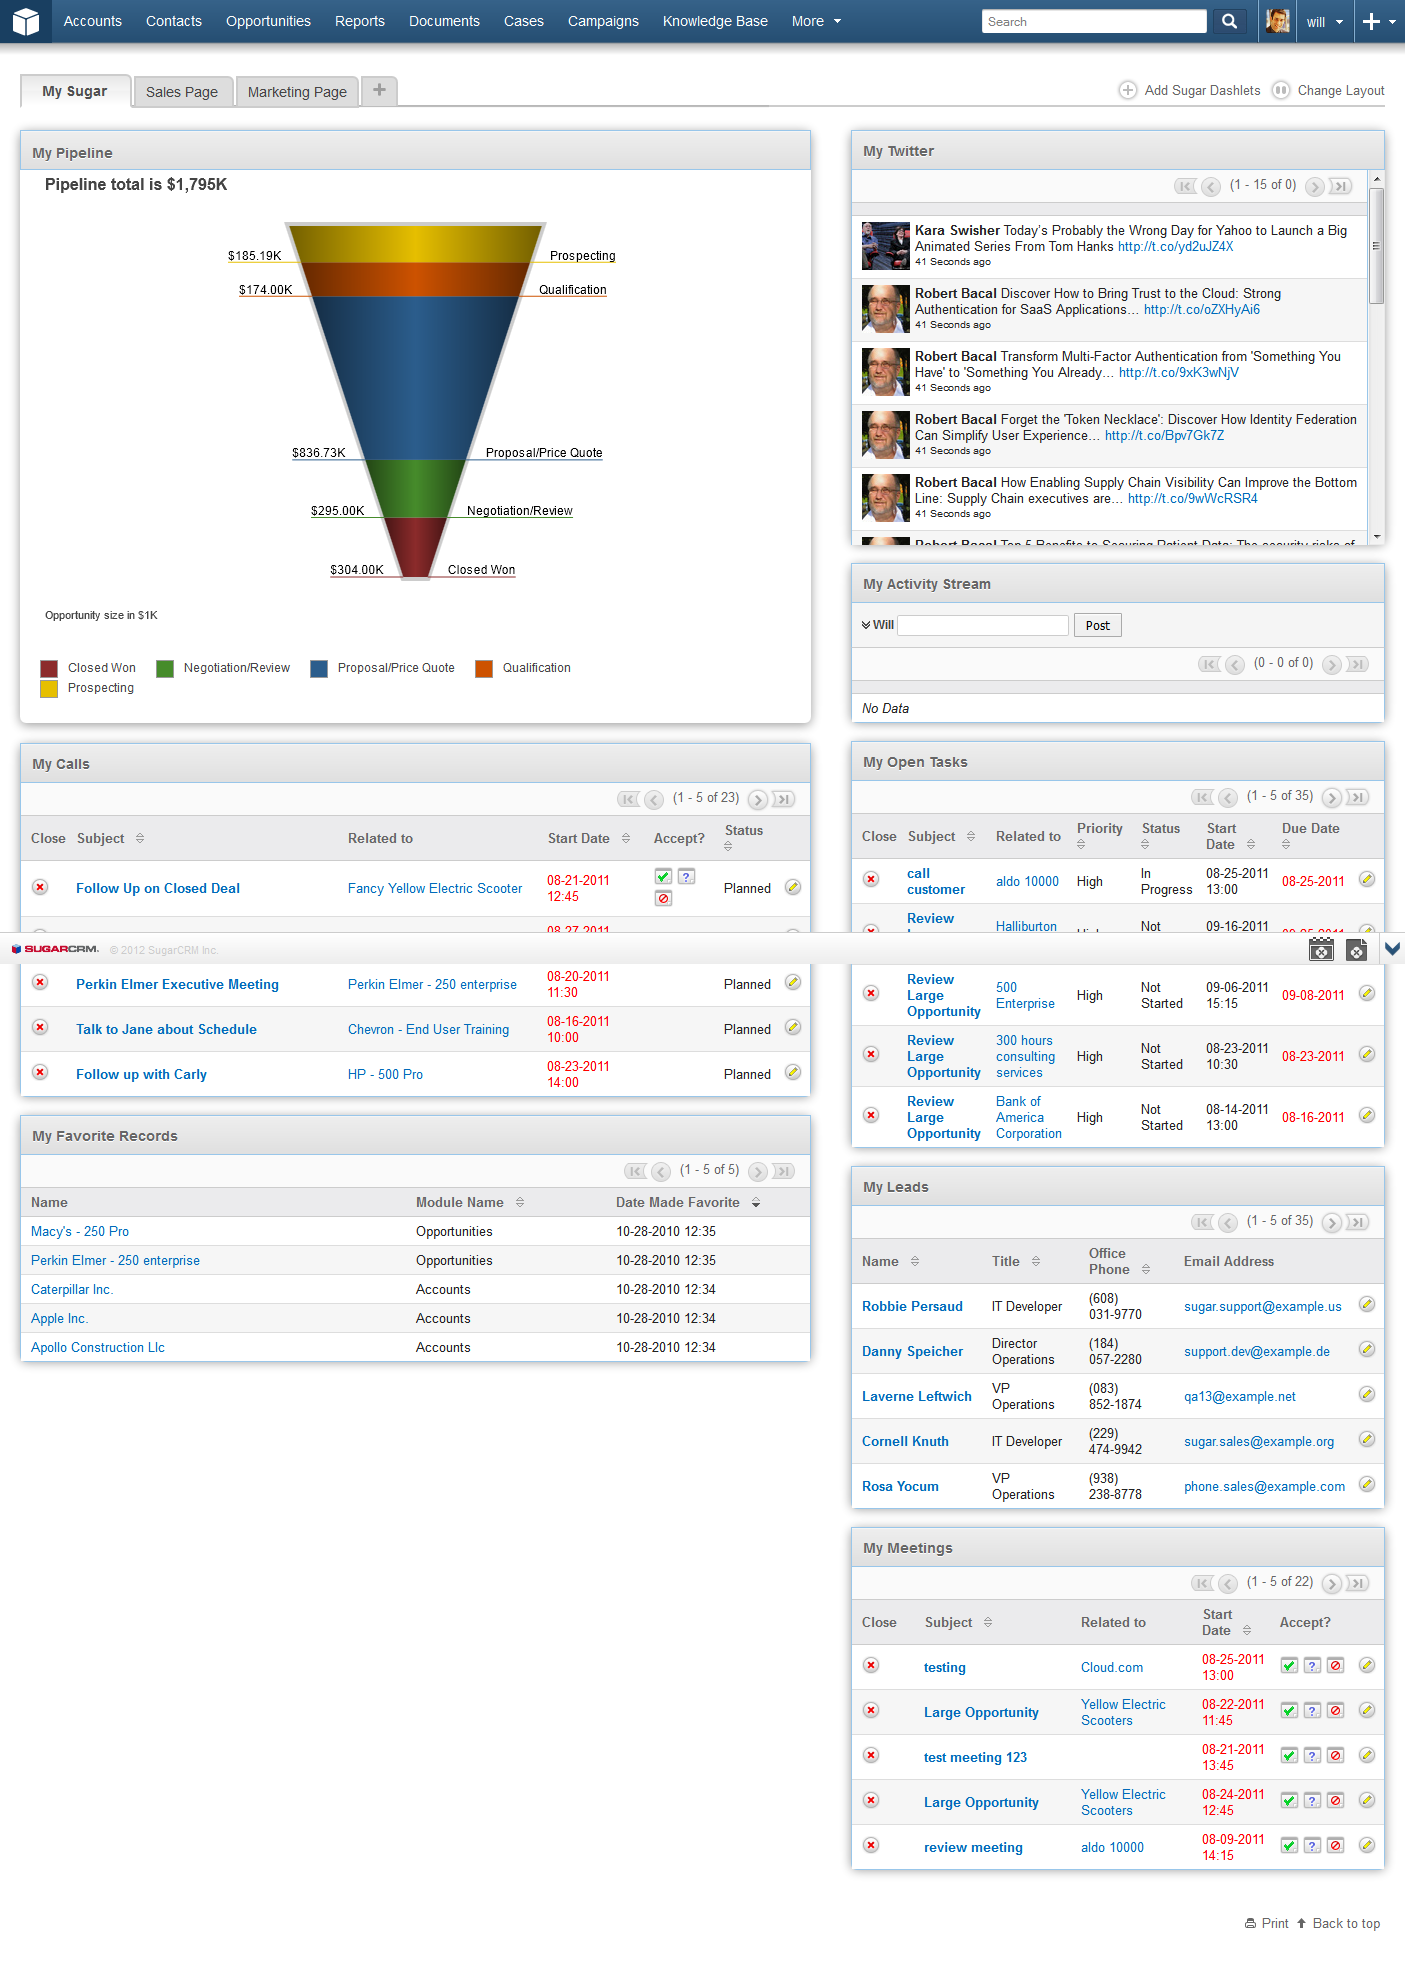 Accounts Contacts Opportunities Reports Documents Cases Campaigns Knowledge Base More Search will
My Sugar Sales Page Marketing Page Add Sugar Dashlets Change Layout
My Pipeline
Pipeline total is $1,795K
$185.19K Prospecting
$174.00K Qualification
$836.73K Proposal/Price Quote
$295.00K Negotiation/Review
$304.00K Closed Won
Opportunity size in $1K
Closed Won Negotiation/Review Proposal/Price Quote Qualification
Prospecting
My Twitter
(1 - 15 of 0)
Kara Swisher Today's Probably the Wrong Day for Yahoo to Launch a Big
Animated Series From Tom Hanks http://t.co/yd2uJZ4X
41 Seconds ago
Robert Bacal Discover How to Bring Trust to the Cloud: Strong
Authentication for SaaS Applications... http://t.co/oZXHyAi6
41 Seconds ago
Robert Bacal Transform Multi-Factor Authentication from 'Something You
Have' to 'Something You Already... http://t.co/9xK3wNjV
41 Seconds ago
Robert Bacal Forget the 'Token Necklace': Discover How Identity Federation
Can Simplify User Experience... http://t.co/Bpv7Gk7Z
41 Seconds ago
Robert Bacal How Enabling Supply Chain Visibility Can Improve the Bottom
Line: Supply Chain executives are... http://t.co/9wWcRSR4
41 Seconds ago
Robert Bacal Top 5 Benefits to Securing Patient Data: The security risks of
My Activity Stream
Will Post
(0 - 0 of 0)
No Data
My Calls
(1 - 5 of 23)
Close Subject Related to Start Date Accept? Status
Follow Up on Closed Deal Fancy Yellow Electric Scooter 08-21-2011 Planned
12:45
08-27-2011
Perkin Elmer Executive Meeting Perkin Elmer - 250 enterprise 08-20-2011 Planned
11:30
Talk to Jane about Schedule Chevron - End User Training 08-16-2011 Planned
10:00
Follow up with Carly HP - 500 Pro 08-23-2011 Planned
14:00
My Open Tasks
(1 - 5 of 35)
Close Subject Related to Priority Status Start Due Date
Date
call aldo 10000 High In 08-25-2011 08-25-2011
customer Progress 13:00
Review Halliburton High Not 09-16-2011
SUGARCRM. © 2012 SugarCRM Inc.
Review 500 High Not 09-06-2011 09-08-2011
Large Enterprise Started 15:15
Opportunity
Review 300 hours High Not 08-23-2011 08-23-2011
Large consulting Started 10:30
Opportunity services
Review Bank of High Not 08-14-2011 08-16-2011
Large America Started 13:00
Opportunity Corporation
My Favorite Records
(1 - 5 of 5)
Name Module Name Date Made Favorite
Macy's - 250 Pro Opportunities 10-28-2010 12:35
Perkin Elmer - 250 enterprise Opportunities 10-28-2010 12:35
Caterpillar Inc. Accounts 10-28-2010 12:34
Apple Inc. Accounts 10-28-2010 12:34
Apollo Construction Llc Accounts 10-28-2010 12:34
My Leads
(1 - 5 of 35)
Name Title Office Email Address
Phone
Robbie Persaud IT Developer (608) sugar.support@example.us
031-9770
Danny Speicher Director (184) support.dev@example.de
Operations 057-2280
Laverne Leftwich VP (083) qa13@example.net
Operations 852-1874
Cornell Knuth IT Developer (229) sugar.sales@example.org
474-9942
Rosa Yocum VP (938) phone.sales@example.com
Operations 238-8778
My Meetings
(1 - 5 of 22)
Close Subject Related to Start Accept?
Date
testing Cloud.com 08-25-2011
13:00
Large Opportunity Yellow Electric 08-22-2011
Scooters 11:45
test meeting 123 08-21-2011
13:45
Large Opportunity Yellow Electric 08-24-2011
Scooters 12:45
review meeting aldo 10000 08-09-2011
14:15
Print Back to top